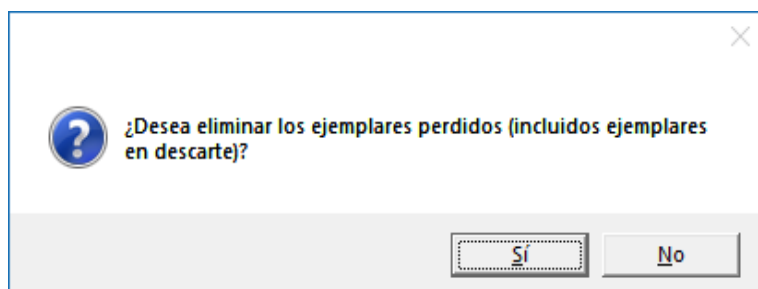 ¿Desea eliminar los ejemplares perdidos (incluidos ejemplares
en descarte)?
Sí
No